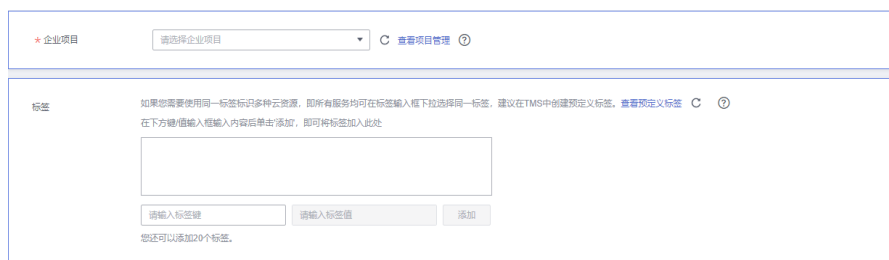 * 企业项目 请选择企业项目 C 查看项目管理 ?
标签 如果您需要使用同一标签标识多种云资源，即所有服务均可在标签输入框下拉选择同一标签，建议在TMS中创建预定义标签。查看预定义标签 C ?
在下方键/值输入框输入内容后单击'添加'，即可将标签加入此处
请输入标签键 请输入标签值 添加
您还可以添加20个标签。